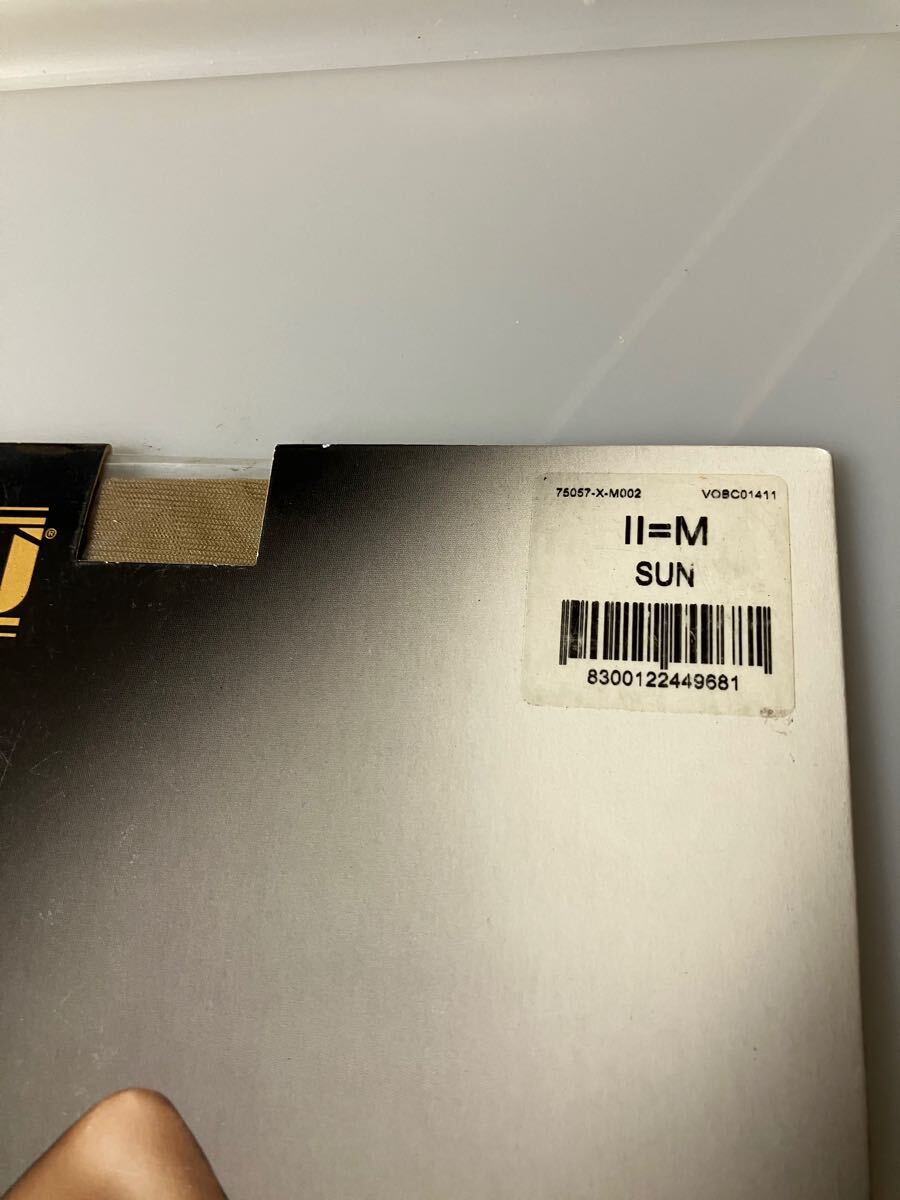 75057-X-M002 VOBC01411
II=M
SUN
8300122449681
®